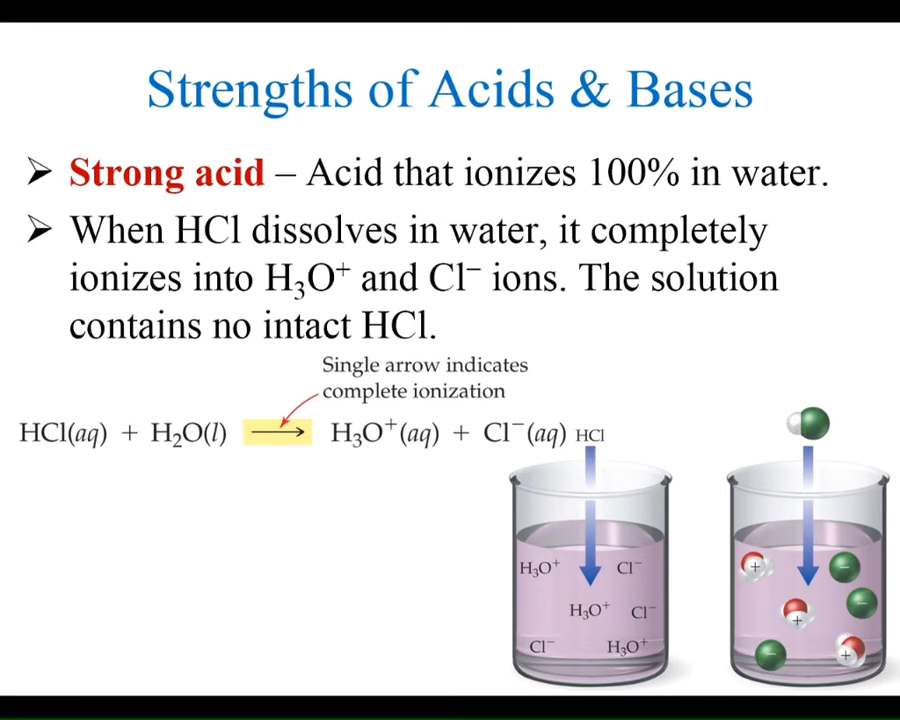 Strengths of Acids & Bases
➢ Strong acid – Acid that ionizes 100% in water.
➢ When HCl dissolves in water, it completely
ionizes into H₃O⁺ and Cl⁻ ions. The solution
contains no intact HCl.
Single arrow indicates
complete ionization
HCl(aq) + H₂O(l) ⟶ H₃O⁺(aq) + Cl⁻(aq)
HCl
H₃O⁺ Cl⁻
H₃O⁺ Cl⁻
Cl⁻ H₃O⁺
+ −
−
+
− +